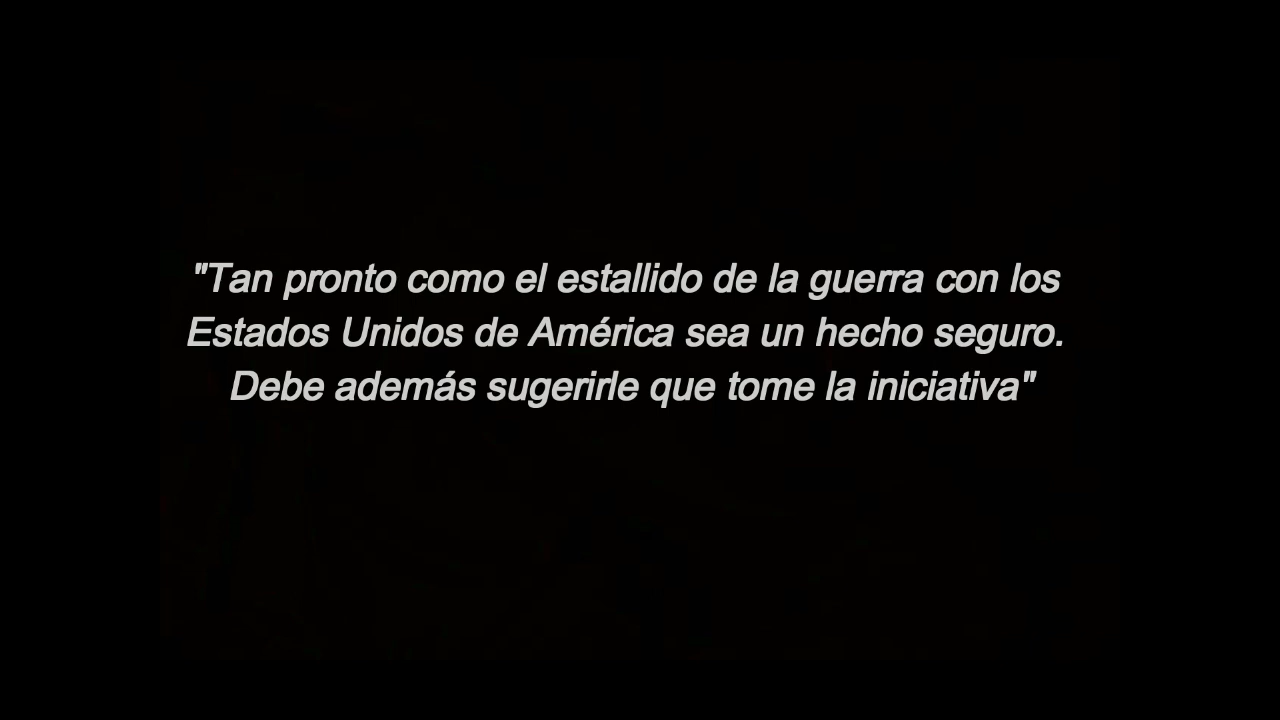 "Tan pronto como el estallido de la guerra con los
Estados Unidos de América sea un hecho seguro.
Debe además sugerirle que tome la iniciativa"